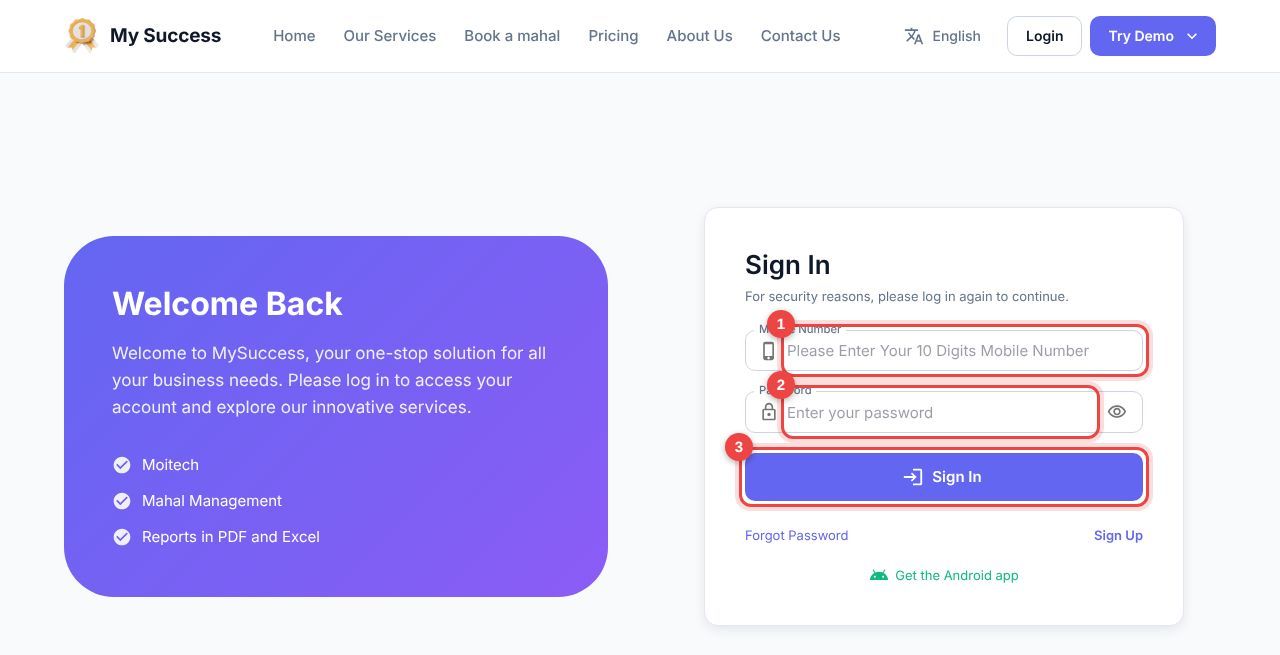 My Success
Home
Our Services
Book a mahal
Pricing
About Us
Contact Us
English
Login
Try Demo
Welcome Back
Welcome to MySuccess, your one-stop solution for all
your business needs. Please log in to access your
account and explore our innovative services.
Moitech
Mahal Management
Reports in PDF and Excel
Sign In
For security reasons, please log in again to continue.
1
Number
Please Enter Your 10 Digits Mobile Number
2
Enter your password
3
Sign In
Forgot Password
Sign Up
Get the Android app